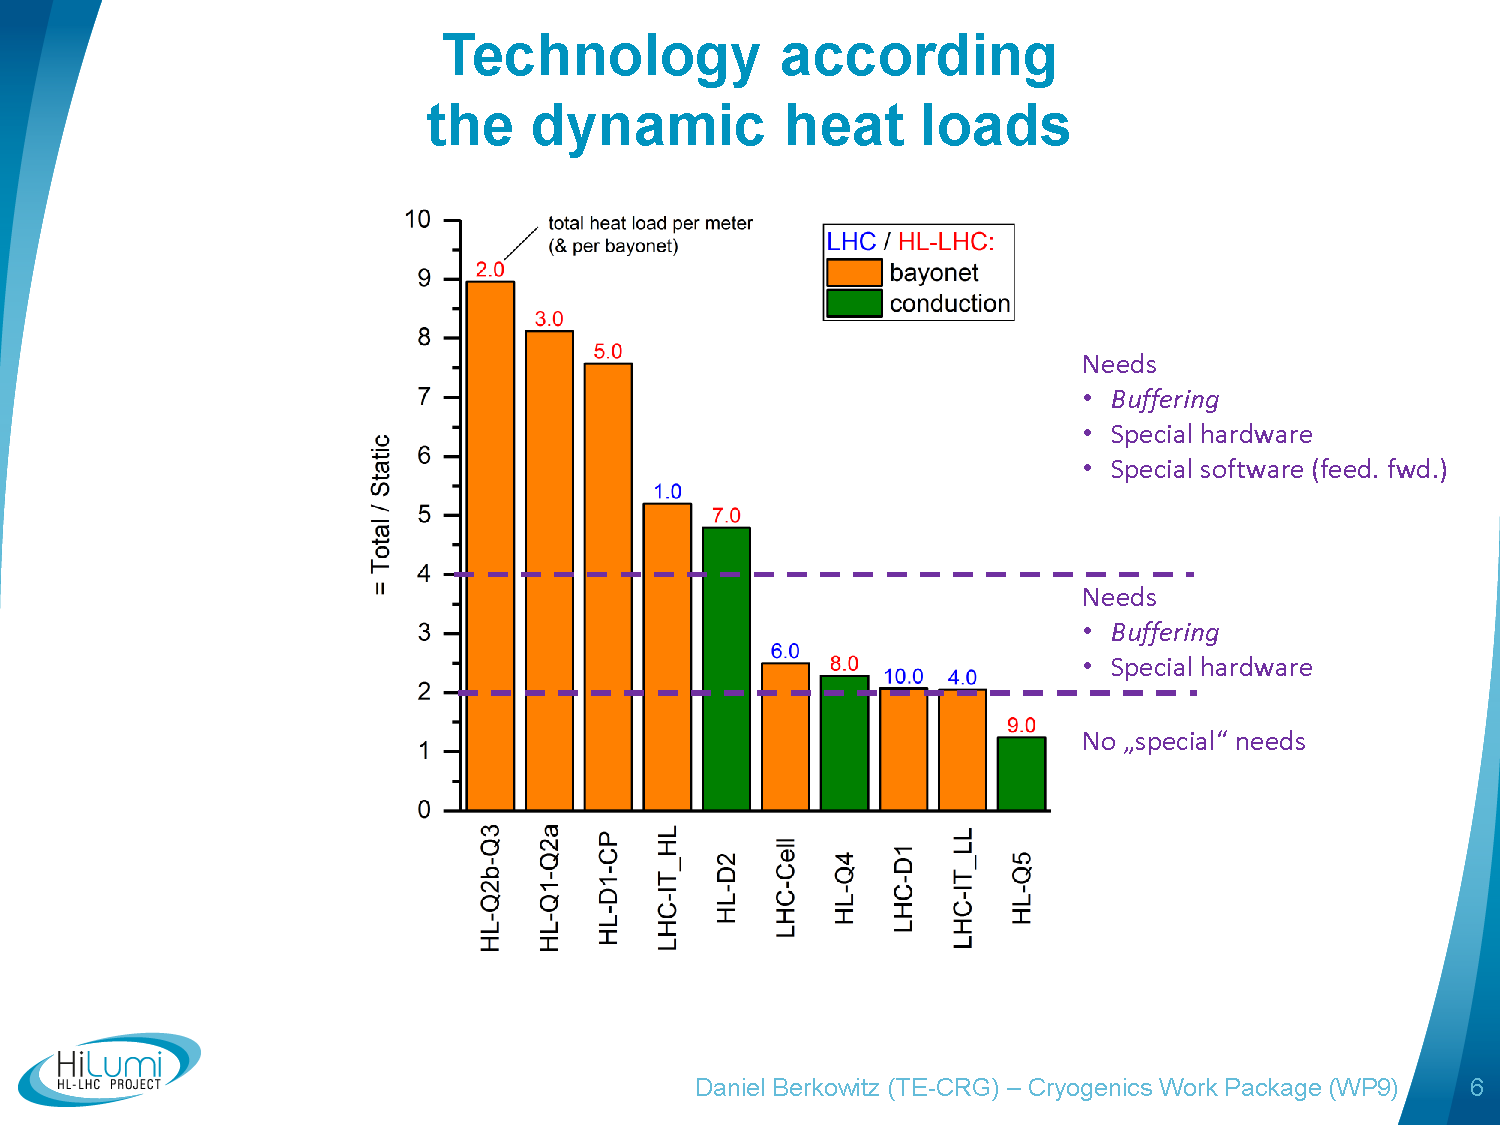 Technology according
the dynamic heat loads
total heat load per meter
(& per bayonet)
LHC / HL-LHC:
bayonet
conduction
= Total / Static
10
9
8
7
6
5
4
3
2
1
0
2.0
3.0
5.0
1.0
7.0
6.0
8.0
10.0
4.0
9.0
HL-Q2b-Q3
HL-Q1-Q2a
HL-D1-CP
LHC-IT_HL
HL-D2
LHC-Cell
HL-Q4
LHC-D1
LHC-IT_LL
HL-Q5
Needs
• Buffering
• Special hardware
• Special software (feed. fwd.)
Needs
• Buffering
• Special hardware
No „special“ needs
HiLumi
HL-LHC PROJECT
Daniel Berkowitz (TE-CRG) – Cryogenics Work Package (WP9)
6